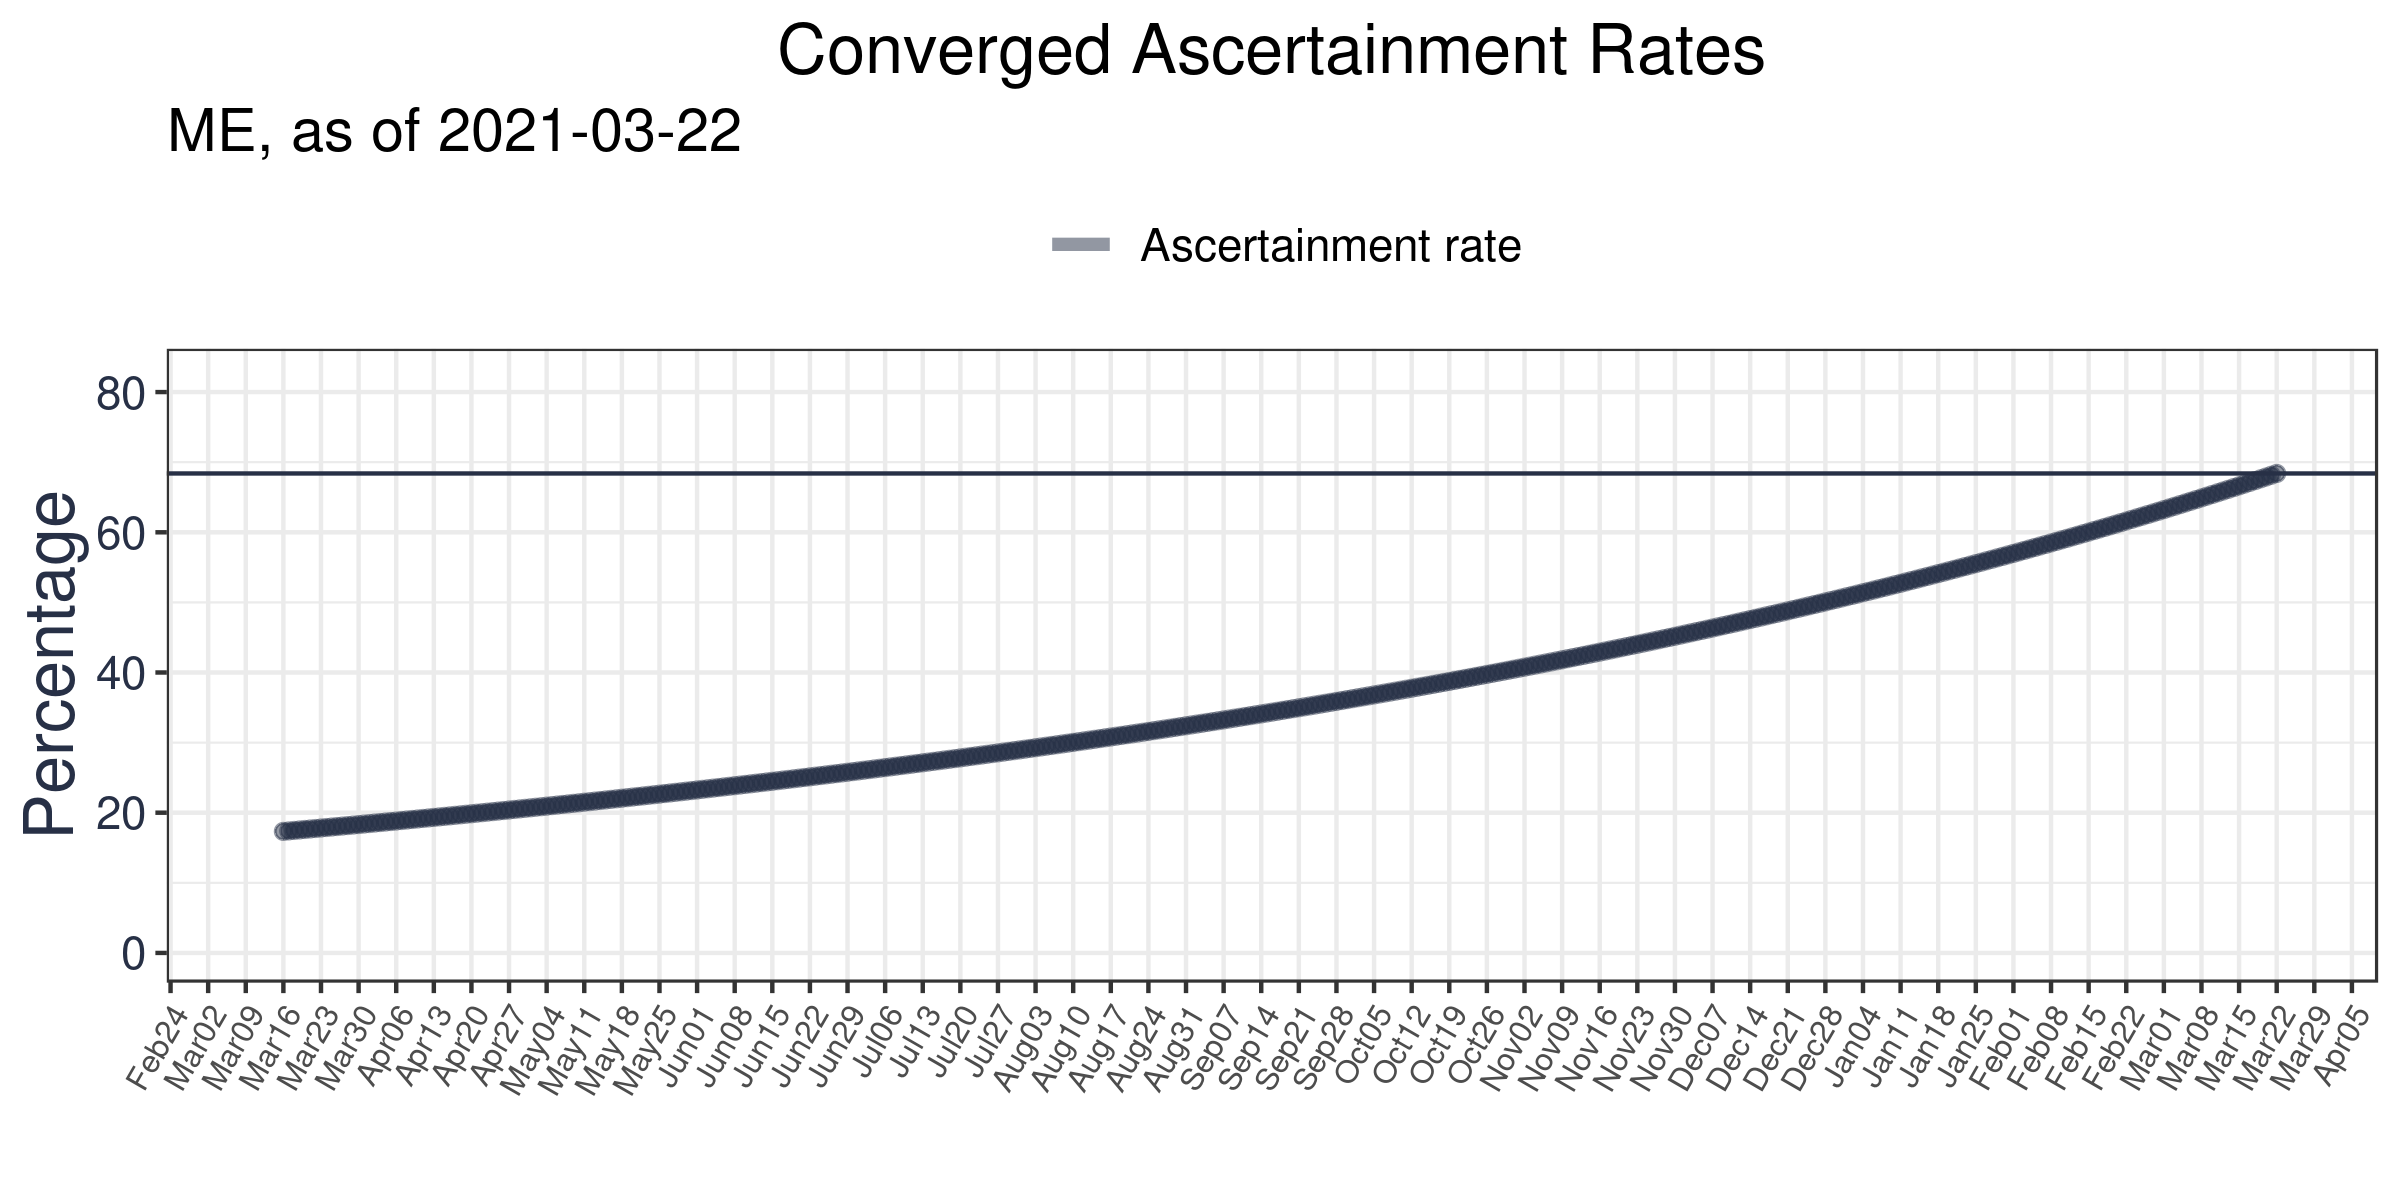 Converged Ascertainment Rates
ME, as of 2021-03-22
Ascertainment rate
Percentage
80
60
40
20
0
Feb24
Mar02
Mar09
Mar16
Mar23
Mar30
Apr06
Apr13
Apr20
Apr27
May04
May11
May18
May25
Jun01
Jun08
Jun15
Jun22
Jun29
Jul06
Jul13
Jul20
Jul27
Aug03
Aug10
Aug17
Aug24
Aug31
Sep07
Sep14
Sep21
Sep28
Oct05
Oct12
Oct19
Oct26
Nov02
Nov09
Nov16
Nov23
Nov30
Dec07
Dec14
Dec21
Dec28
Jan04
Jan11
Jan18
Jan25
Feb01
Feb08
Feb15
Feb22
Mar01
Mar08
Mar15
Mar22
Mar29
Apr05